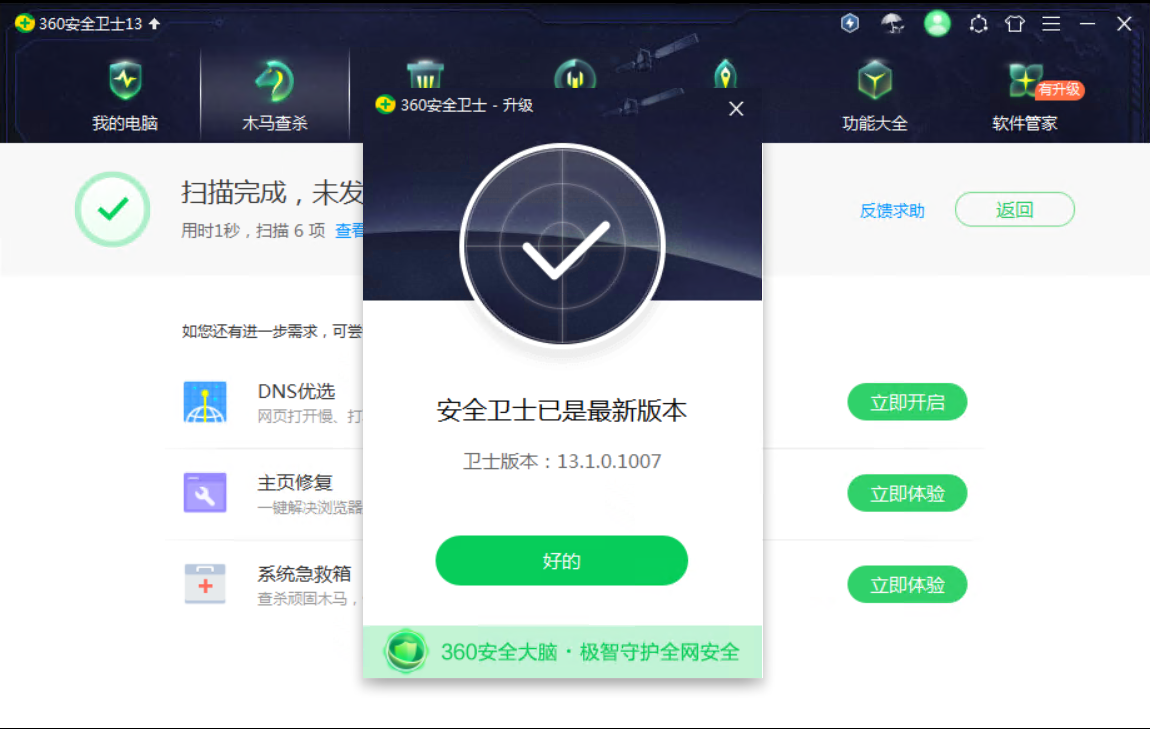 360安全卫士13
我的电脑
木马查杀
功能大全
有升级
软件管家
360安全卫士 - 升级
扫描完成，未发
用时1秒，扫描 6 项 查看
反馈求助
返回
如您还有进一步需求，可尝
DNS优选
网页打开慢、打
立即开启
主页修复
一键解决浏览器
立即体验
系统急救箱
查杀顽固木马，
立即体验
安全卫士已是最新版本
卫士版本：13.1.0.1007
好的
360安全大脑·极智守护全网安全